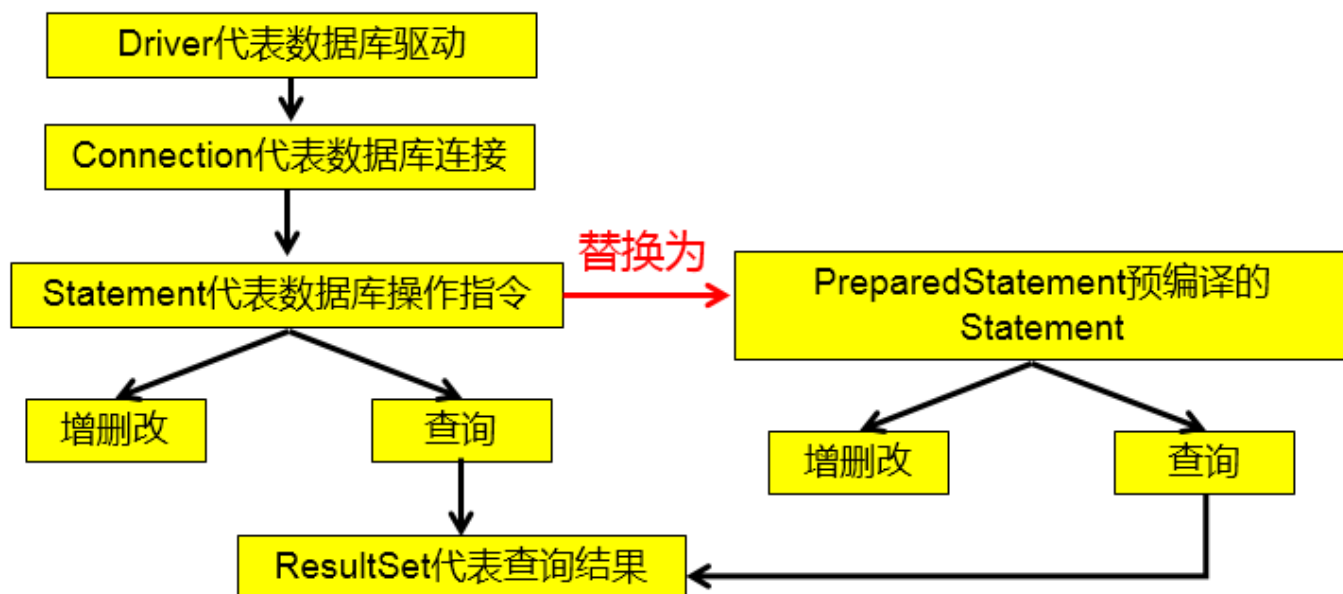 Driver代表数据库驱动
Connection代表数据库连接
替换为
Statement代表数据库操作指令
PreparedStatement预编译的
Statement
增删改
查询
增删改
查询
ResultSet代表查询结果